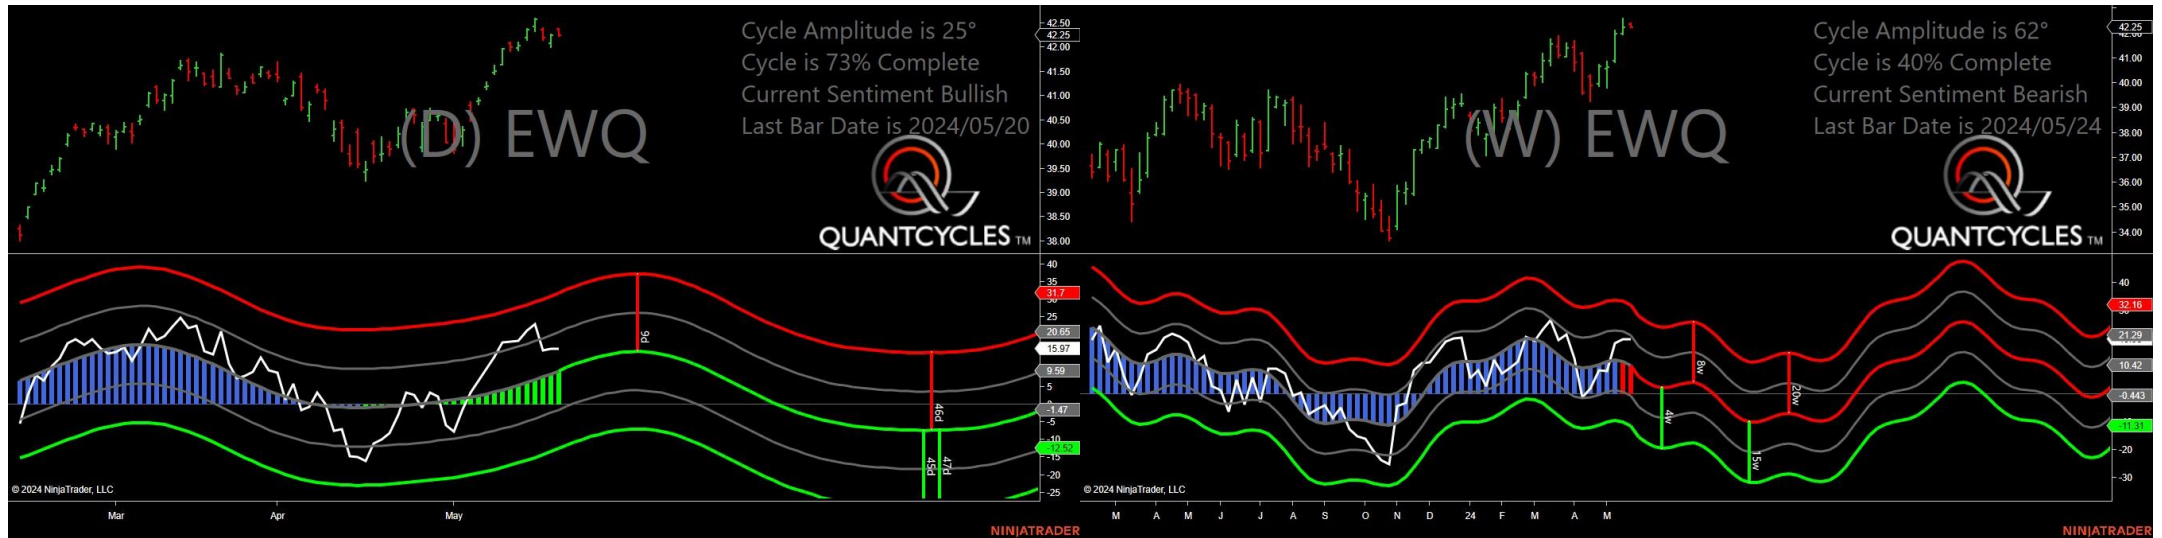 Cycle Amplitude is 25°
Cycle is 73% Complete
Current Sentiment Bullish
Last Bar Date is 2024/05/20
(D) EWQ
QUANTCYCLES TM
42.50
42.25
42.00
41.50
41.00
40.50
40.00
39.50
39.00
38.50
38.00
40
35
31.7
30
25
20.65
15.97
9.59
5
-1.47
-5
-10
-12.52
-15
-20
-25
9d
46d
45d
47d
© 2024 NinjaTrader, LLC
Mar
Apr
May
NINJATRADER
Cycle Amplitude is 62°
Cycle is 40% Complete
Current Sentiment Bearish
Last Bar Date is 2024/05/24
(W) EWQ
QUANTCYCLES TM
42.25
42.00
41.00
40.00
39.00
38.00
37.00
36.00
35.00
34.00
40
32.16
21.29
10.42
-0.443
-11.31
-20
-30
8w
4w
20w
15w
© 2024 NinjaTrader, LLC
M A M J J A S O N D 24 F M A M
NINJATRADER